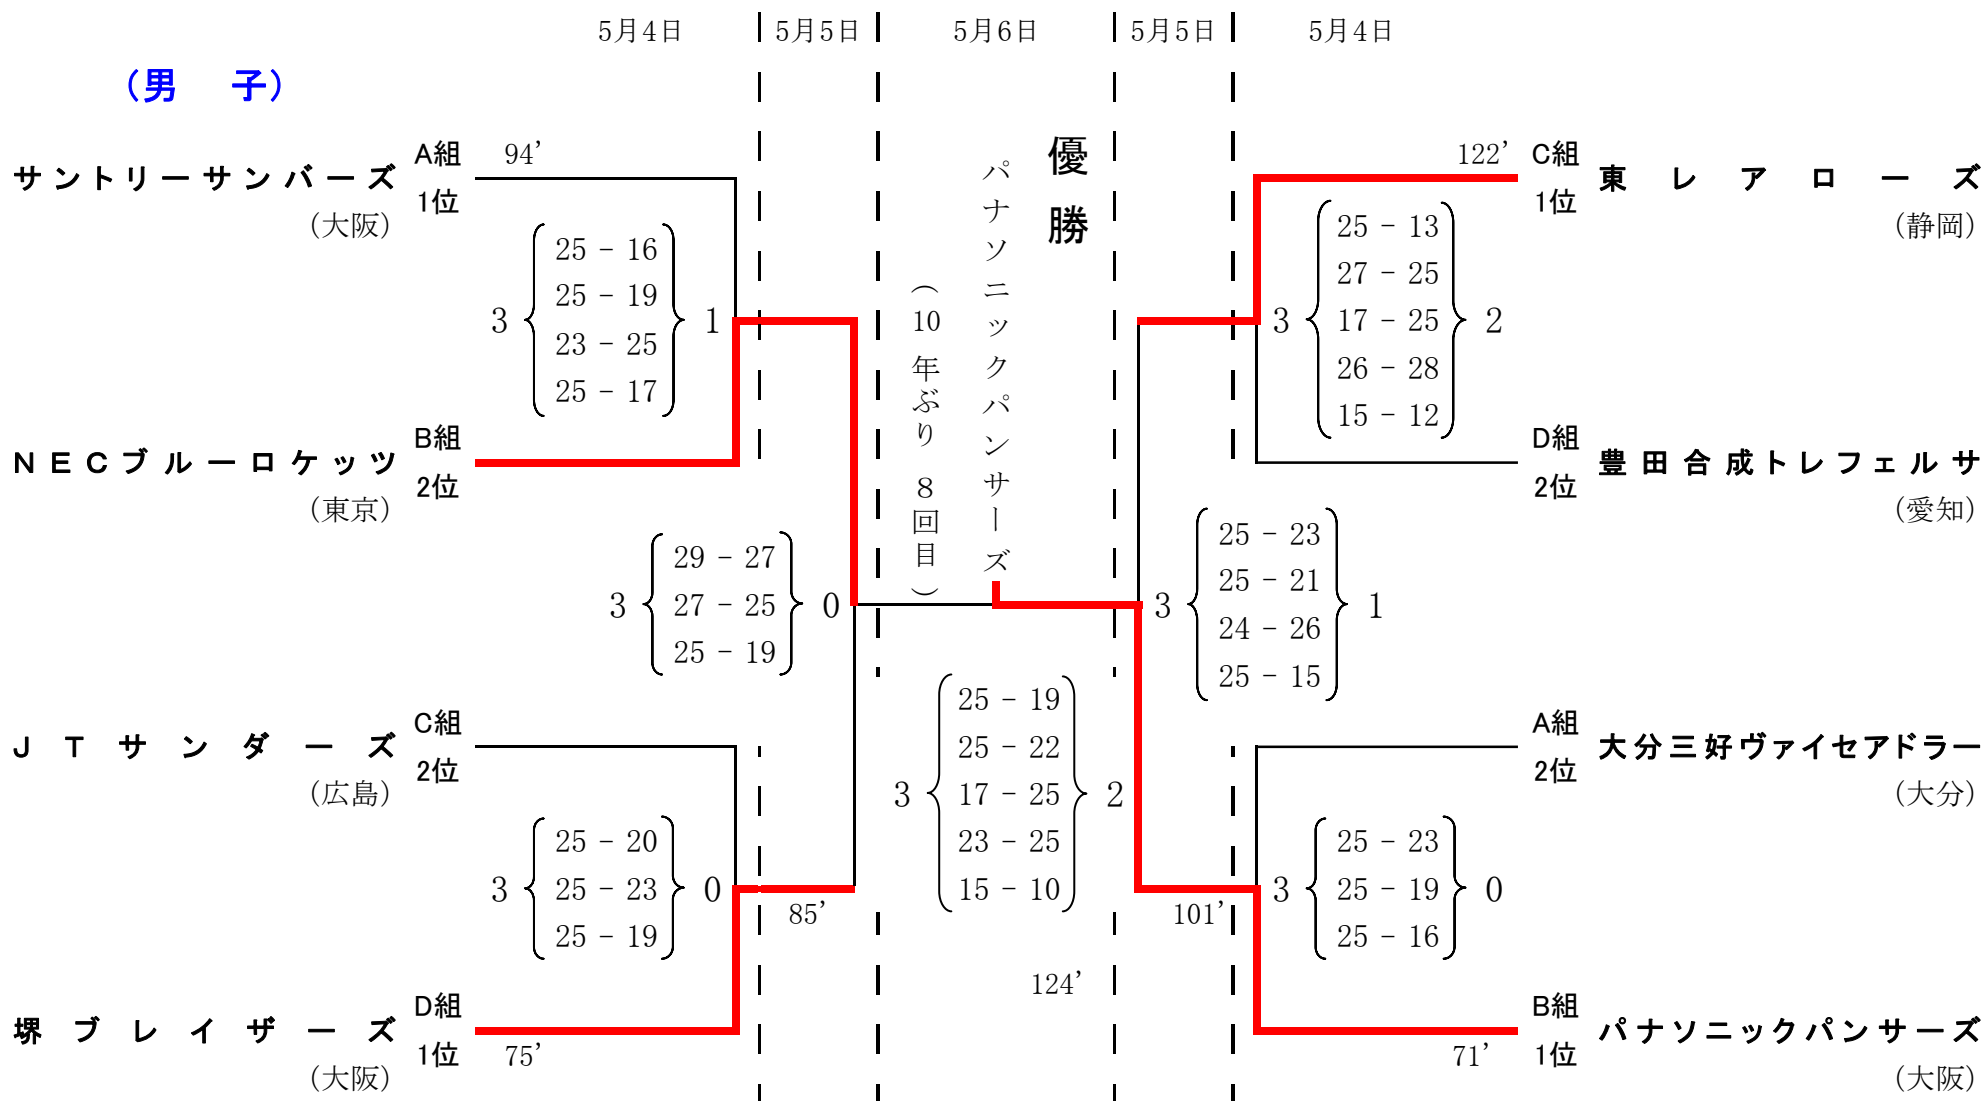 5月4日 5月5日 5月6日 5月5日 5月4日
（男　子）
サントリーサンバーズ
（大阪）
A組
1位
94’
3
25 － 16
25 － 19
23 － 25
25 － 17
1
NECブルーロケッツ
（東京）
B組
2位
3
29 － 27
27 － 25
25 － 19
0
JTサンダーズ
（広島）
C組
2位
3
25 － 20
25 － 23
25 － 19
0
85’
堺ブレイザーズ
（大阪）
D組
1位
75’
優勝
パナソニックパンサーズ
（10年ぶり 8回目）
3
25 － 19
25 － 22
17 － 25
23 － 25
15 － 10
2
124’
122’
C組
1位
東レアローズ
（静岡）
3
25 － 13
27 － 25
17 － 25
26 － 28
15 － 12
2
D組
2位
豊田合成トレフェルサ
（愛知）
3
25 － 23
25 － 21
24 － 26
25 － 15
1
A組
2位
大分三好ヴァイセアドラー
（大分）
101’
3
25 － 23
25 － 19
25 － 16
0
71’
B組
1位
パナソニックパンサーズ
（大阪）